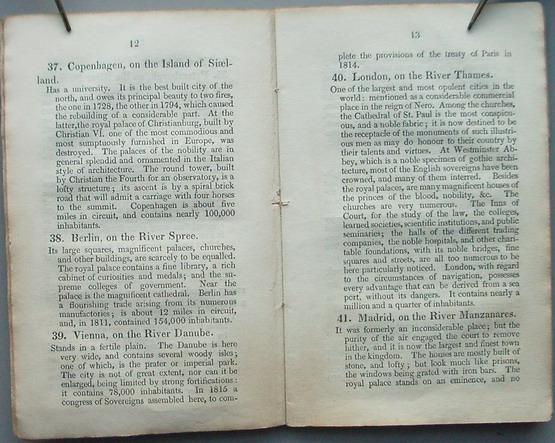 12
37. Copenhagen, on the Island of Siæl-
land.
Has a university. It is the best built city of the
north, and owes its principal beauty to two fires,
the one in 1728, the other in 1794, which caused
the rebuilding of a considerable part. At the
latter, the royal palace of Christianburg, built by
Christian VI. one of the most commodious and
most sumptuously furnished in Europe, was
destroyed. The palaces of the nobility are in
general splendid and ornamented in the Italian
style of architecture. The round tower, built
by Christian the Fourth for an observatory, is a
lofty structure; its ascent is by a spiral brick
road that will admit a carriage with four horses
to the summit. Copenhagen is about five
miles in circuit, and contains nearly 100,000
inhabitants.
38. Berlin, on the River Spree.
Its large squares, magnificent palaces, churches,
and other buildings, are scarcely to be equalled.
The royal palace contains a fine library, a rich
cabinet of curiosities and medals; and the su-
preme colleges of government. Near the
palace is the magnificent cathedral. Berlin has
a flourishing trade arising from its numerous
manufactories; is about 12 miles in circuit,
and, in 1811, contained 154,000 inhabitants.
39. Vienna, on the River Danube.
Stands in a fertile plain. The Danube is here
very wide, and contains several woody isles;
one of which, is the prater or imperial park.
The city is not of great extent, nor can it be
enlarged, being limited by strong fortifications:
it contains 78,000 inhabitants. In 1815 a
congress of Sovereigns assembled here, to com-
13
plete the provisions of the treaty of Paris in
1814.
40. London, on the River Thames.
One of the largest and most opulent cities in the
world: mentioned as a considerable commercial
place in the reign of Nero. Among the churches,
the Cathedral of St. Paul is the most conspicu-
ous, and a noble fabric; it is now destined to be
the receptacle of the monuments of such illustri-
ous men as may do honour to their country by
their talents and virtues. At Westminster Ab-
bey, which is a noble specimen of gothic archi-
tecture, most of the English sovereigns have been
crowned, and many of them interred. Besides
the royal palaces, are many magnificent houses of
the princes of the blood, nobility, &c. The
churches are very numerous. The Inns of
Court, for the study of the law, the colleges,
learned societies, scientific institutions, and public
seminaries; the halls of the different trading
companies, the noble hospitals, and other char-
table foundations, with its noble bridges, fine
squares and streets, are all too numerous to be
here particularly noticed. London, with regard
to the circumstances of navigation, possesses
every advantage that can be derived from a sea
port, without its dangers. It contains nearly a
million and a quarter of inhabitants.
41. Madrid, on the River Manzanares.
It was formerly an inconsiderable place; but the
purity of the air engaged the court to remove
hither, and it is now the largest and finest town
in the kingdom. The houses are mostly built of
stone, and lofty; but look much like prisons,
the windows being grated with iron bars. The
royal palace stands on an eminence, and no